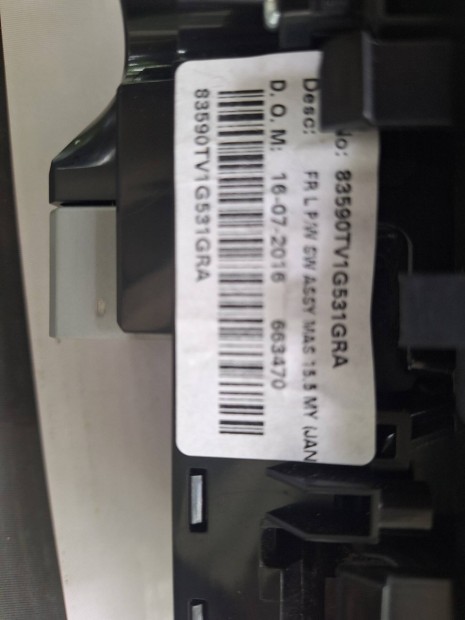 No: 83590TV1G531GRA
Desc: FR L P/W SW ASSY MAS 15.5 MY (JAN
D. O. M: 16-07-2016 663470
83590TV1G531GRA